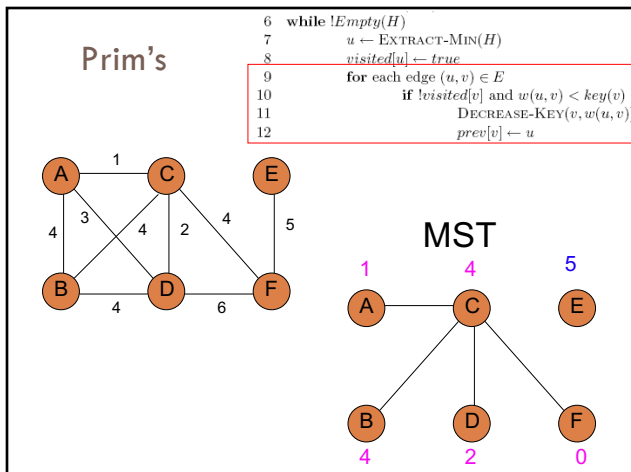 Prim's
6 while !Empty(H)
7 u ← EXTRACT-MIN(H)
8 visited[u] ← true
9 for each edge (u, v) ∈ E
10 if !visited[v] and w(u, v) < key(v)
11 DECREASE-KEY(v, w(u, v))
12 prev[v] ← u
1
A C E
3 4
4 4 2 5
B D F
4 6
MST
1 4 5
A C E
B D F
4 2 0